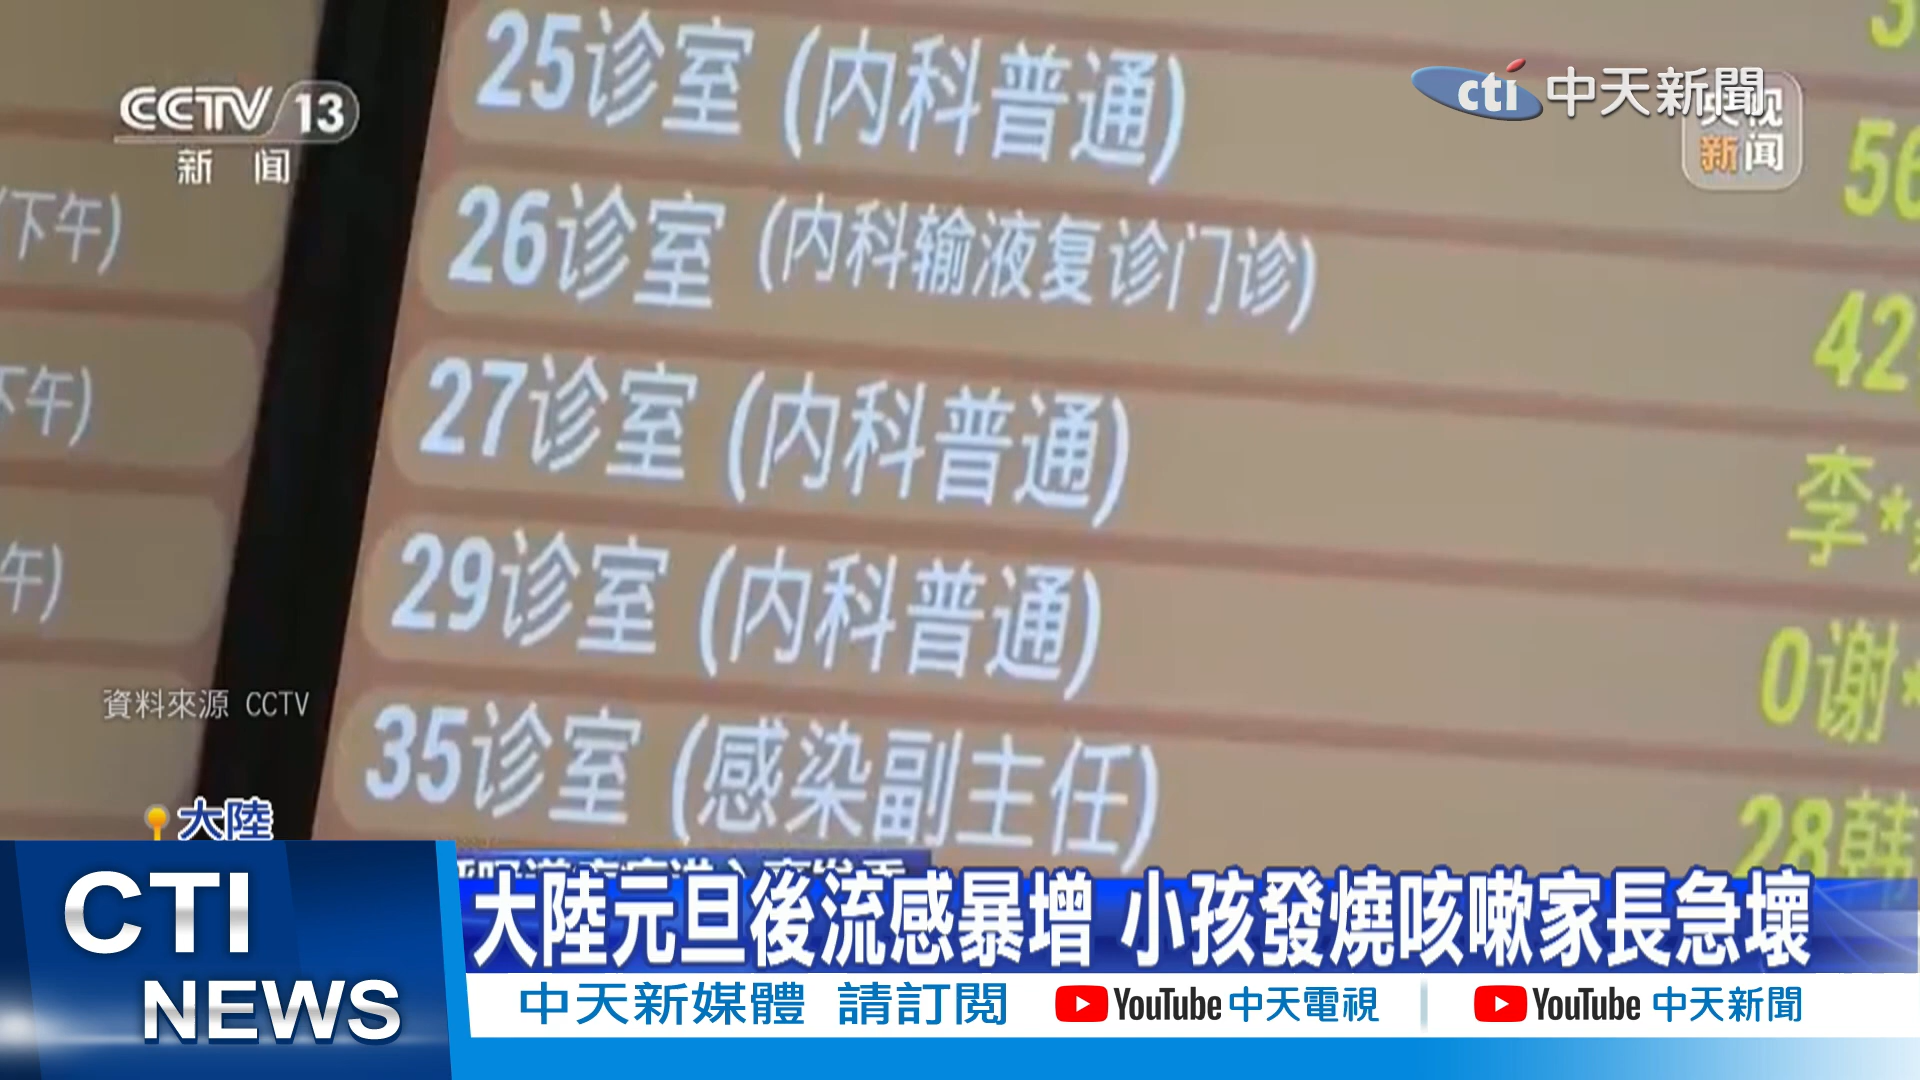 25诊室 (内科普通)
26诊室 (内科输液复诊门诊)
27诊室 (内科普通)
29诊室 (内科普通)
35诊室 (感染副主任)
56
42
李*
0谢*
28韩
(下午)
下午)
午)
CCTV 13
新 闻
cti 中天新聞
新闻
資料來源 CCTV
大陸
CTI
NEWS
大陸元旦後流感暴增 小孩發燒咳嗽家長急壞
中天新媒體 請訂閱 YouTube 中天電視 YouTube 中天新聞